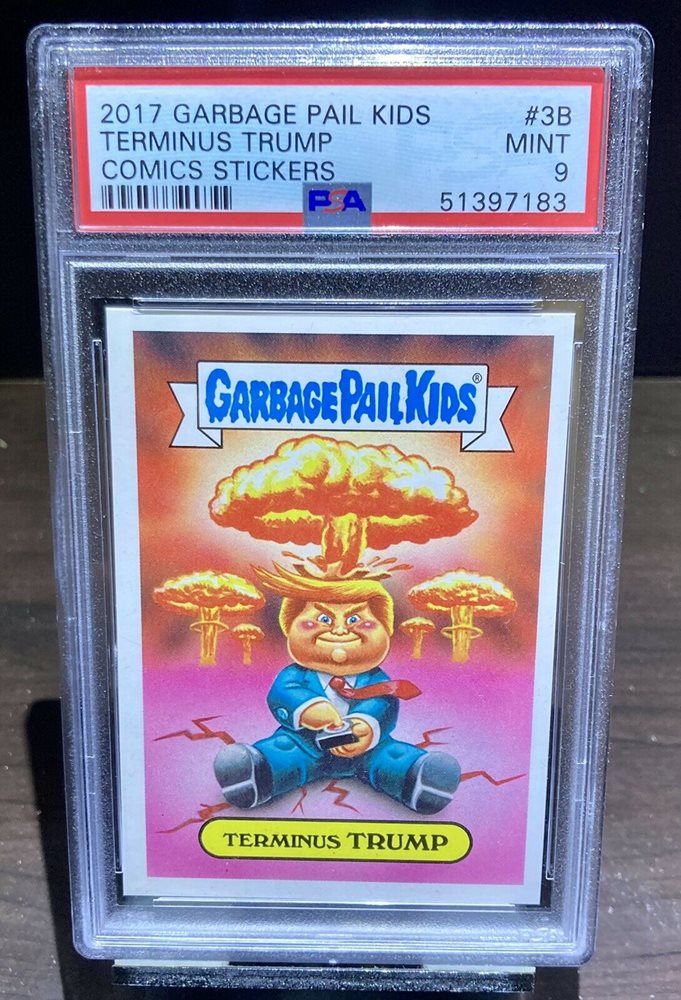 2017 GARBAGE PAIL KIDS #3B
TERMINUS TRUMP MINT
COMICS STICKERS 9
PSA 51397183
GARBAGE PAIL KIDS®
TERMINUS TRUMP